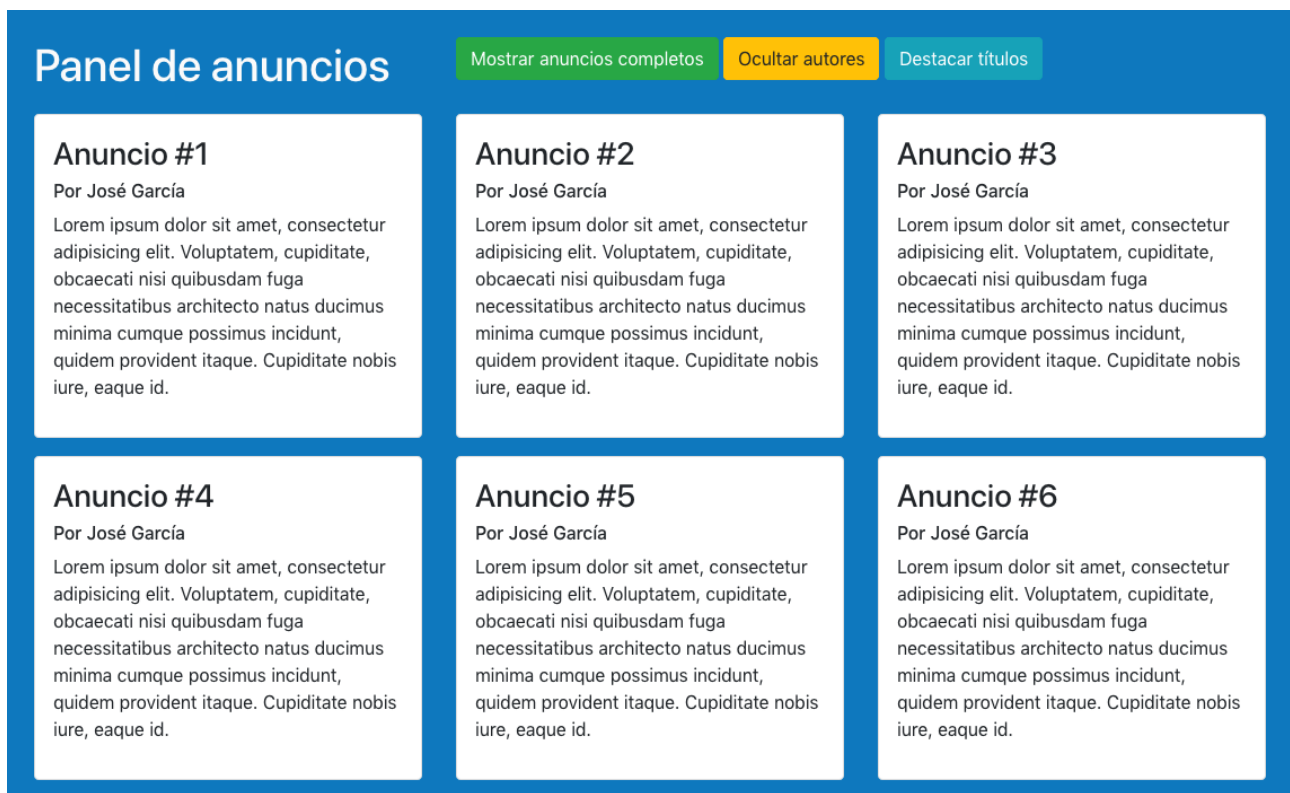 Panel de anuncios
Mostrar anuncios completos
Ocultar autores
Destacar títulos
Anuncio #1
Por José García
Lorem ipsum dolor sit amet, consectetur
adipisicing elit. Voluptatem, cupiditate,
obcaecati nisi quibusdam fuga
necessitatibus architecto natus ducimus
minima cumque possimus incidunt,
quidem provident itaque. Cupiditate nobis
iure, eaque id.
Anuncio #2
Por José García
Lorem ipsum dolor sit amet, consectetur
adipisicing elit. Voluptatem, cupiditate,
obcaecati nisi quibusdam fuga
necessitatibus architecto natus ducimus
minima cumque possimus incidunt,
quidem provident itaque. Cupiditate nobis
iure, eaque id.
Anuncio #3
Por José García
Lorem ipsum dolor sit amet, consectetur
adipisicing elit. Voluptatem, cupiditate,
obcaecati nisi quibusdam fuga
necessitatibus architecto natus ducimus
minima cumque possimus incidunt,
quidem provident itaque. Cupiditate nobis
iure, eaque id.
Anuncio #4
Por José García
Lorem ipsum dolor sit amet, consectetur
adipisicing elit. Voluptatem, cupiditate,
obcaecati nisi quibusdam fuga
necessitatibus architecto natus ducimus
minima cumque possimus incidunt,
quidem provident itaque. Cupiditate nobis
iure, eaque id.
Anuncio #5
Por José García
Lorem ipsum dolor sit amet, consectetur
adipisicing elit. Voluptatem, cupiditate,
obcaecati nisi quibusdam fuga
necessitatibus architecto natus ducimus
minima cumque possimus incidunt,
quidem provident itaque. Cupiditate nobis
iure, eaque id.
Anuncio #6
Por José García
Lorem ipsum dolor sit amet, consectetur
adipisicing elit. Voluptatem, cupiditate,
obcaecati nisi quibusdam fuga
necessitatibus architecto natus ducimus
minima cumque possimus incidunt,
quidem provident itaque. Cupiditate nobis
iure, eaque id.